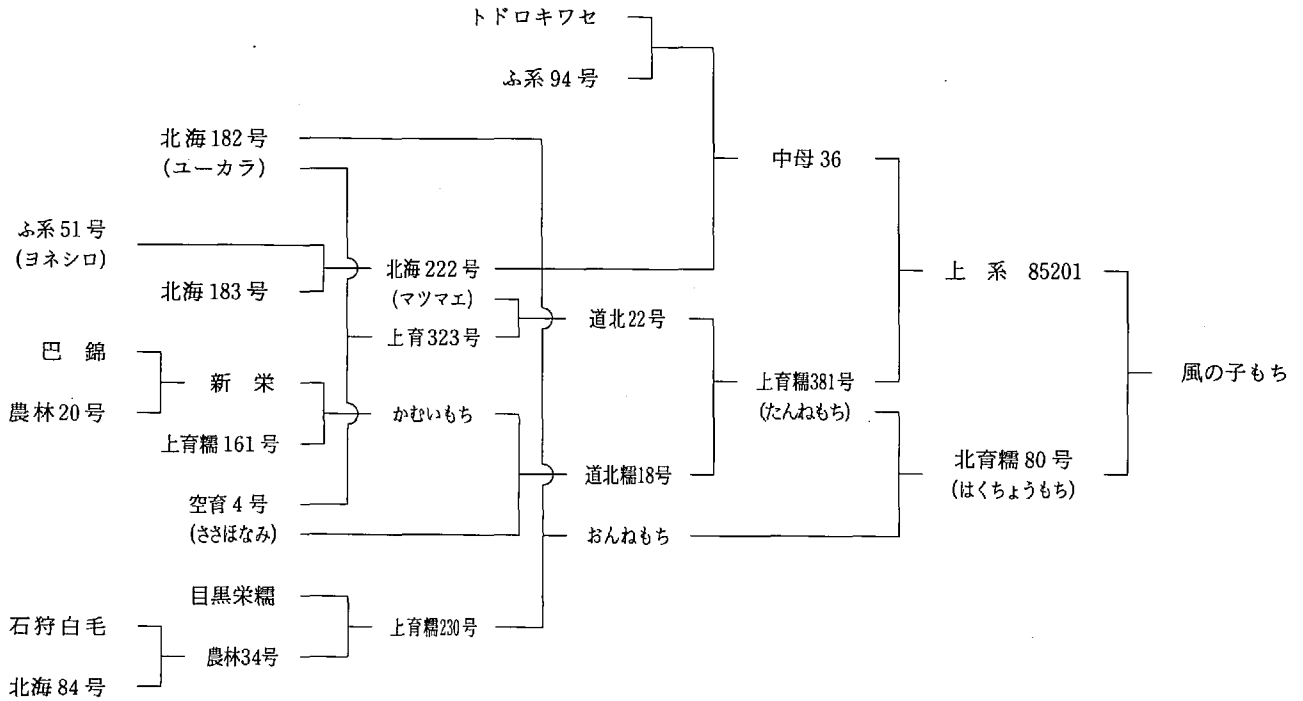 トドロキワセ
ふ系94号
北海182号
(ユーカラ)
中母36
ふ系51号
(ヨネシロ)
北海183号
北海222号
(マツマエ)
上系 85201
上育323号
道北22号
巴錦
農林20号
新栄
上育糯161号
かむいもち
上育糯381号
(たんねもち)
風の子もち
空育4号
(ささほなみ)
道北糯18号
北育糯80号
(はくちょうもち)
おんねもち
目黒栄糯
石狩白毛
北海84号
農林34号
上育糯230号